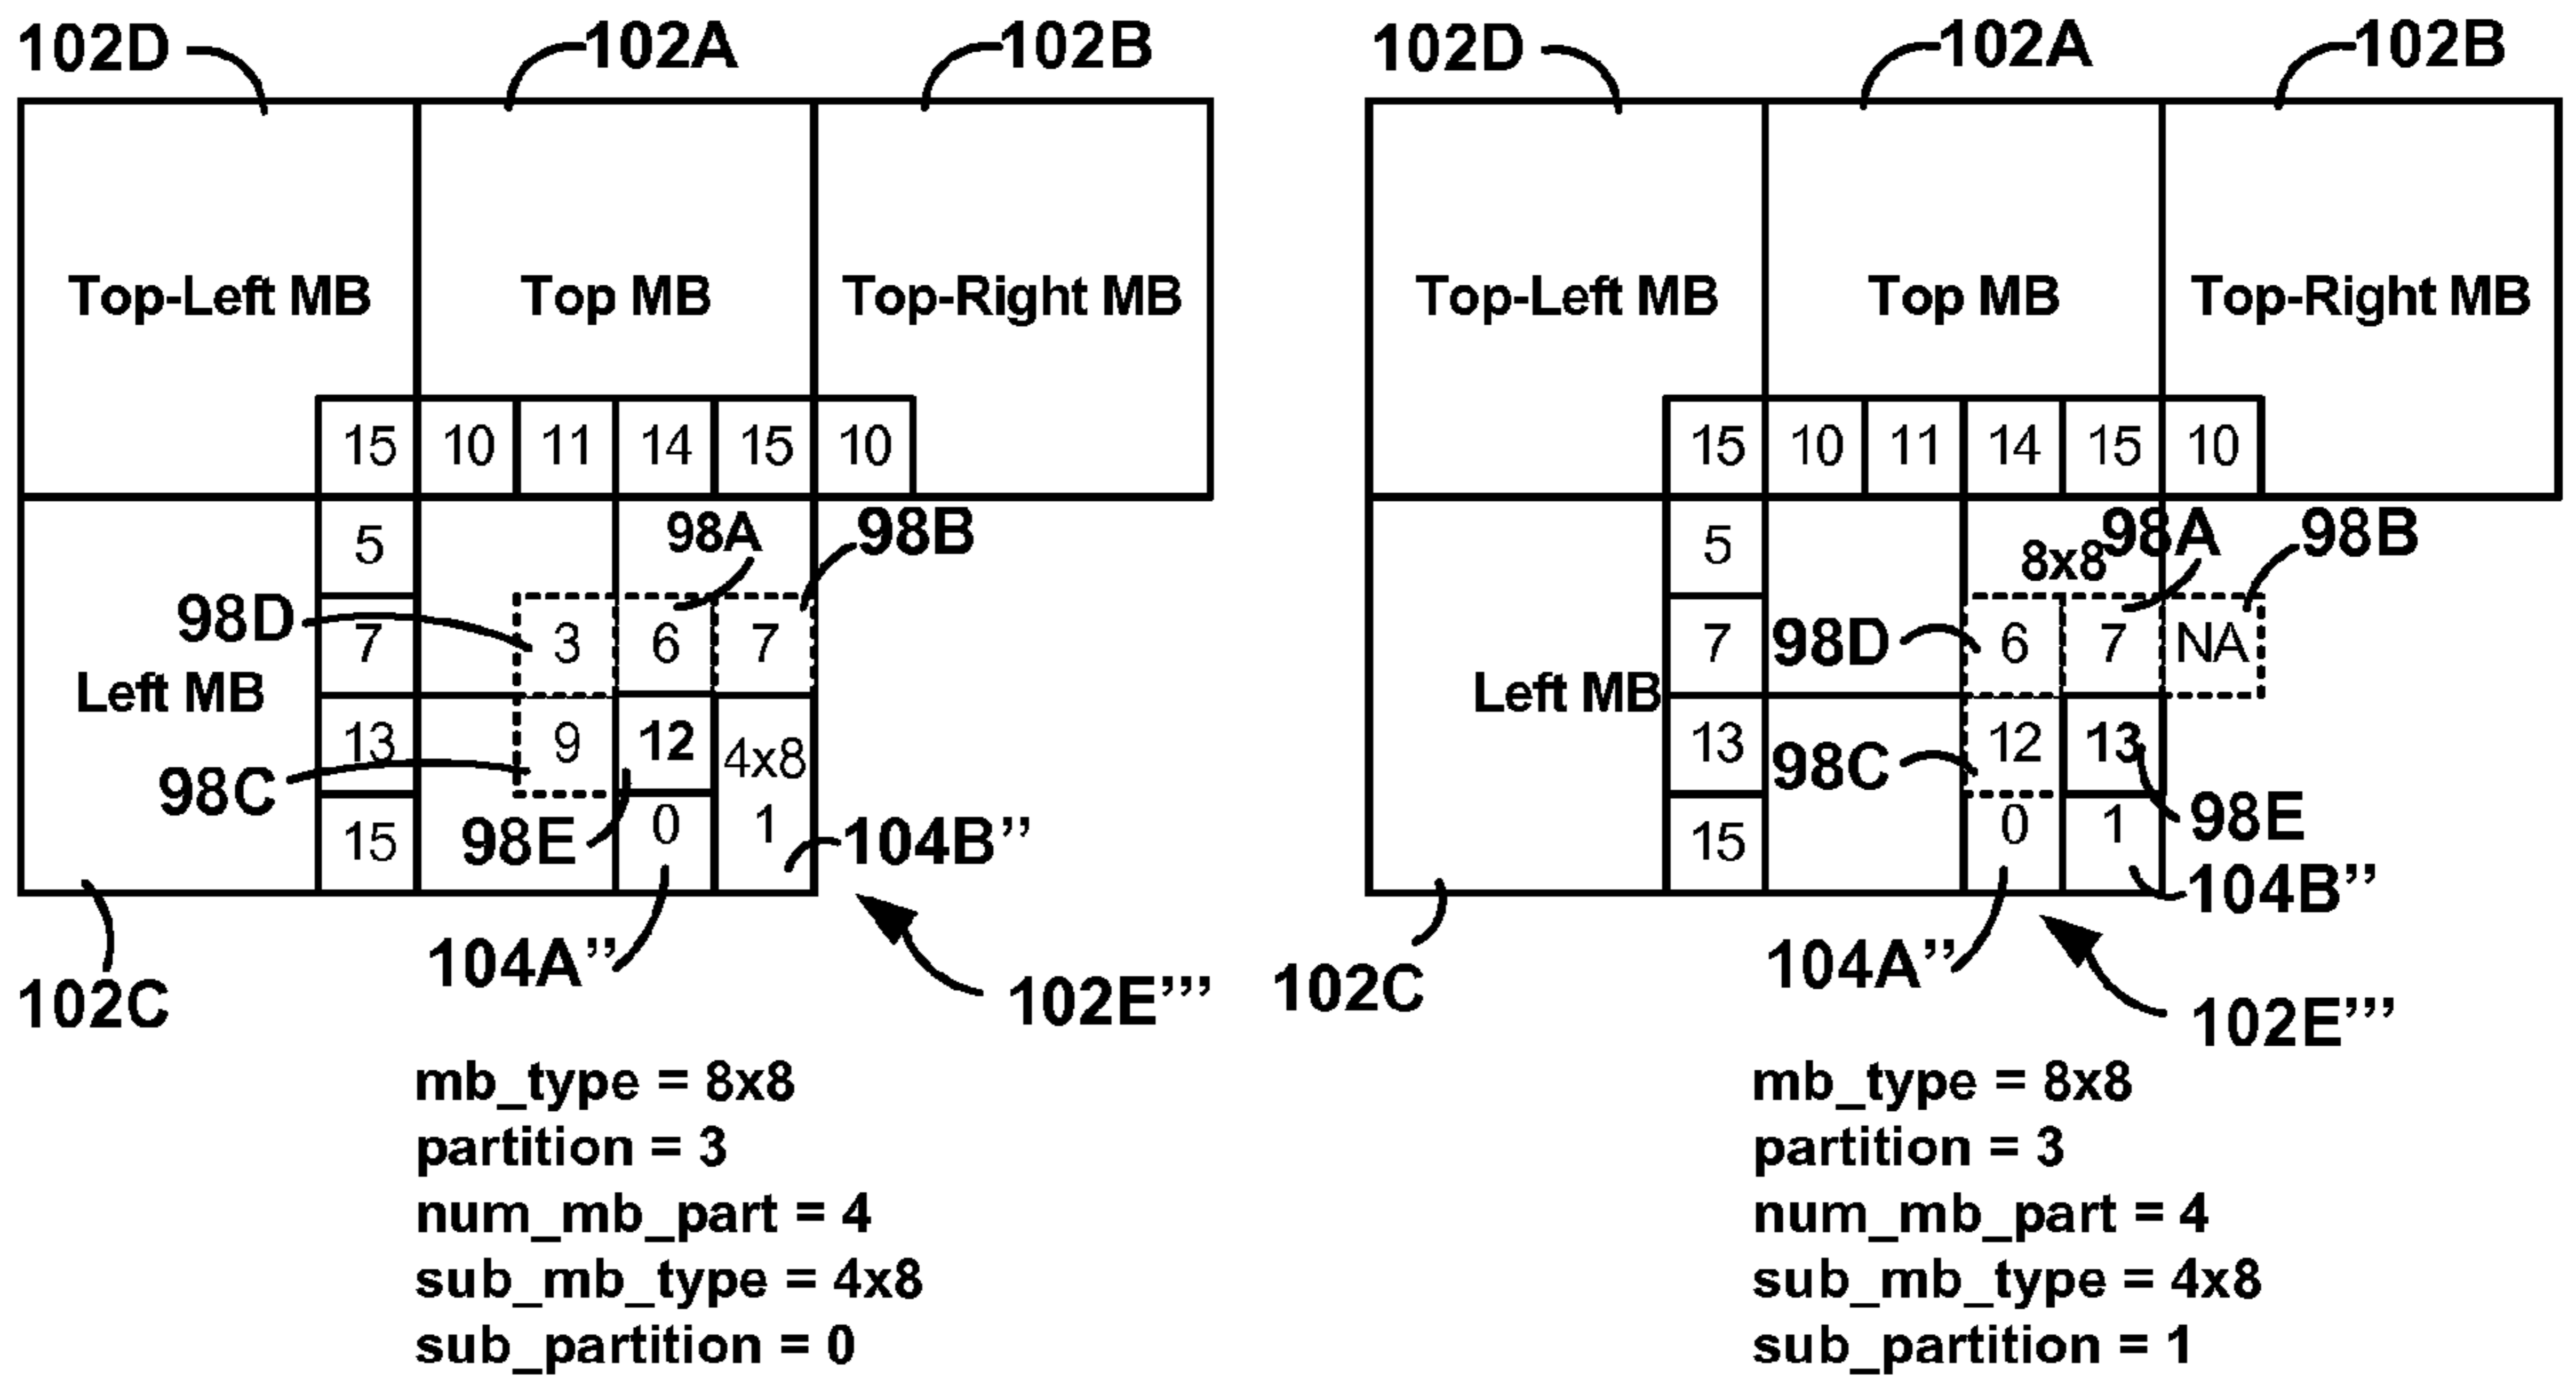 102D 102A 102B 102D 102A 102B
Top-Left MB Top MB Top-Right MB Top-Left MB Top MB Top-Right MB
15 10 11 14 15 10 15 10 11 14 15 10
5 98A 98B 5 8x8 98A 98B
98D 7 3 6 7 7 98D 6 7 NA
Left MB Left MB
13 9 12 4x8 13 98C 12 13
98C 15 98E 0 1 104B’’ 15 0 1 98E
104B’’
104A’’ 104A’’
102C 102E’’’ 102C 102E’’’
mb_type = 8x8
partition = 3
num_mb_part = 4
sub_mb_type = 4x8
sub_partition = 0
mb_type = 8x8
partition = 3
num_mb_part = 4
sub_mb_type = 4x8
sub_partition = 1